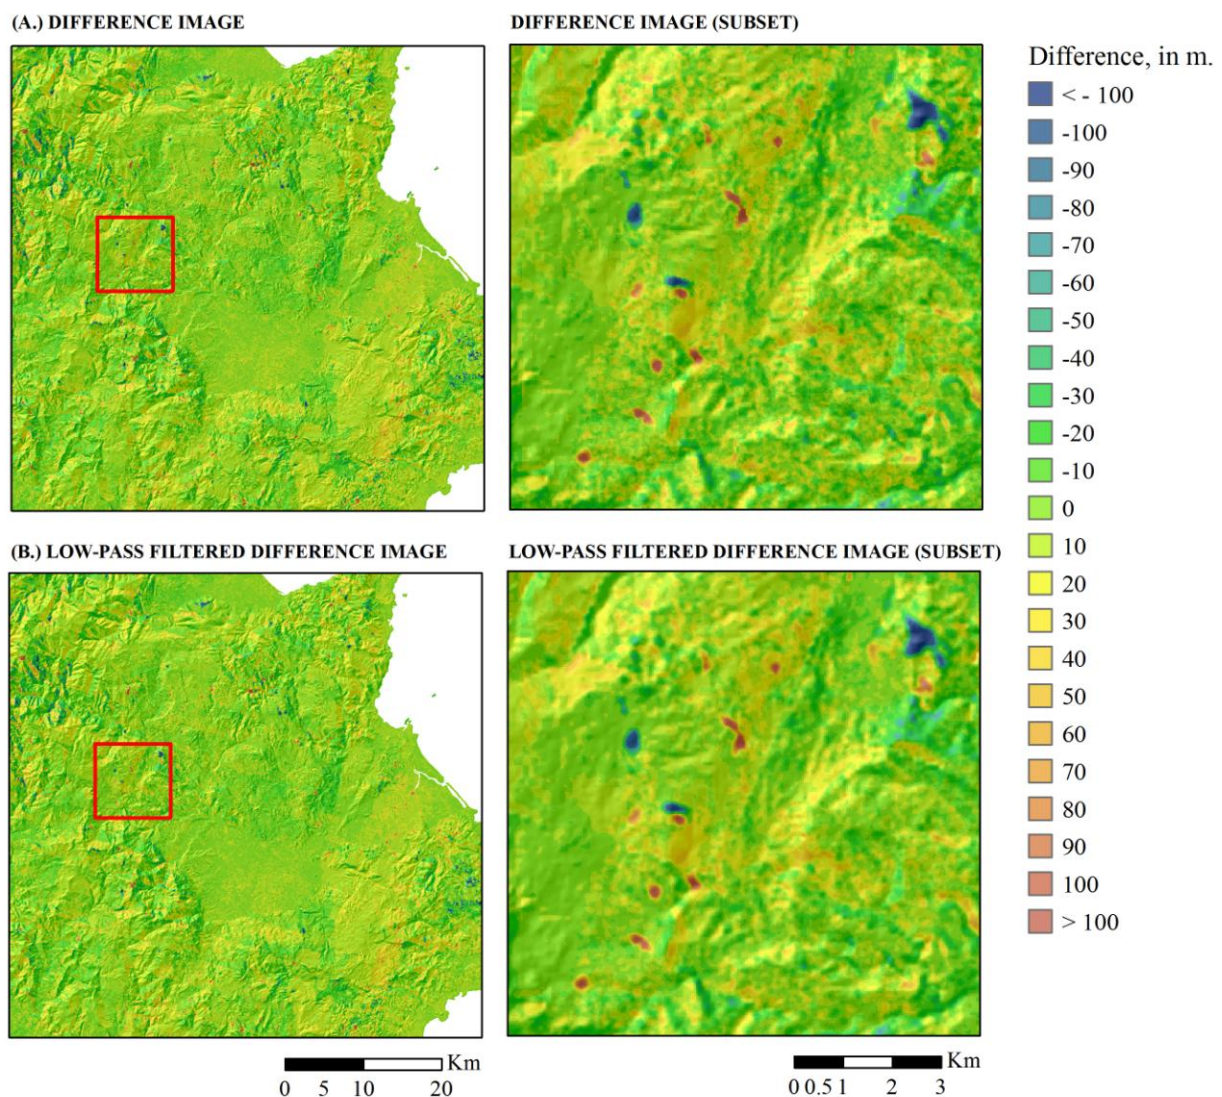 (A.) DIFFERENCE IMAGE
DIFFERENCE IMAGE (SUBSET)
Difference, in m.
< - 100
-100
-90
-80
-70
-60
-50
-40
-30
-20
-10
0
10
20
30
40
50
60
70
80
90
100
> 100
(B.) LOW-PASS FILTERED DIFFERENCE IMAGE
LOW-PASS FILTERED DIFFERENCE IMAGE (SUBSET)
Km
0 5 10 20
Km
0 0.5 1 2 3